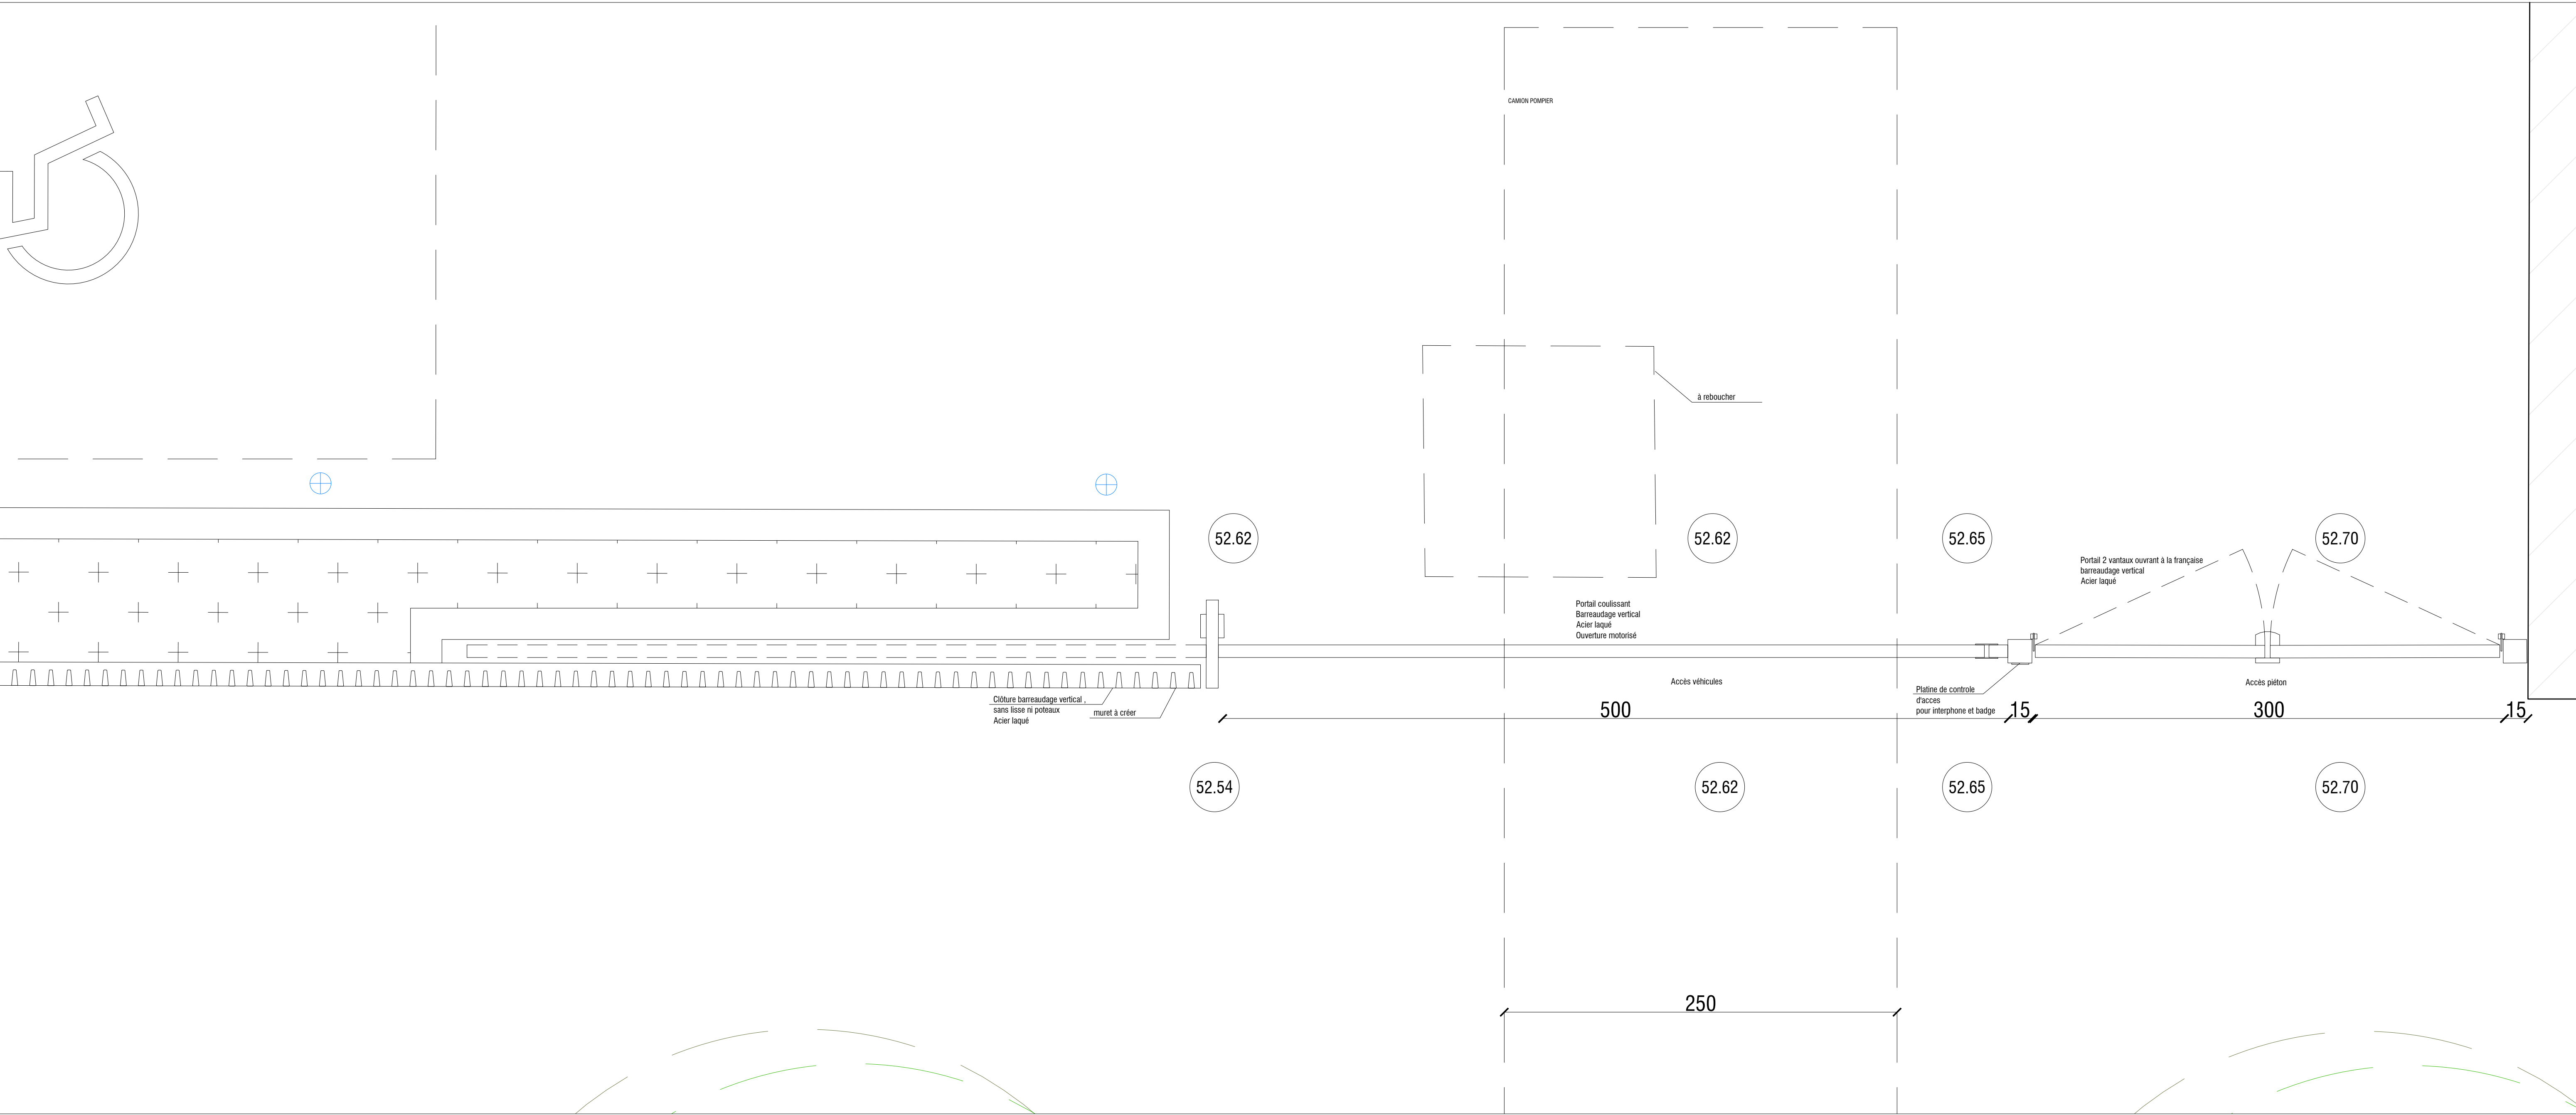 CAMION POMPIER
à reboucher
52.62
52.62
52.65
52.70
Portail 2 vantaux ouvrant à la française
barreaudage vertical
Acier laqué
Portail coulissant
Barreaudage vertical
Acier laqué
Ouverture motorisé
Accès véhicules
Accès piéton
Platine de controle
d'acces
pour interphone et badge
Clôture barreaudage vertical ,
sans lisse ni poteaux
Acier laqué
muret à créer
500
15
300
15
52.54
52.62
52.65
52.70
250